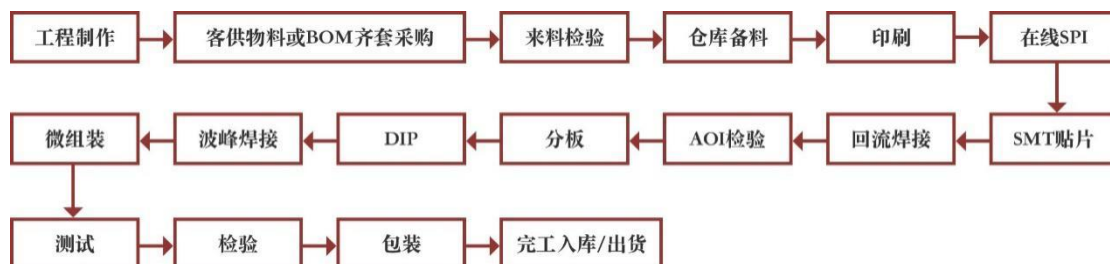 工程制作
客供物料或BOM齐套采购
来料检验
仓库备料
印刷
在线SPI
SMT贴片
回流焊接
AOI检验
分板
DIP
波峰焊接
微组装
测试
检验
包装
完工入库/出货